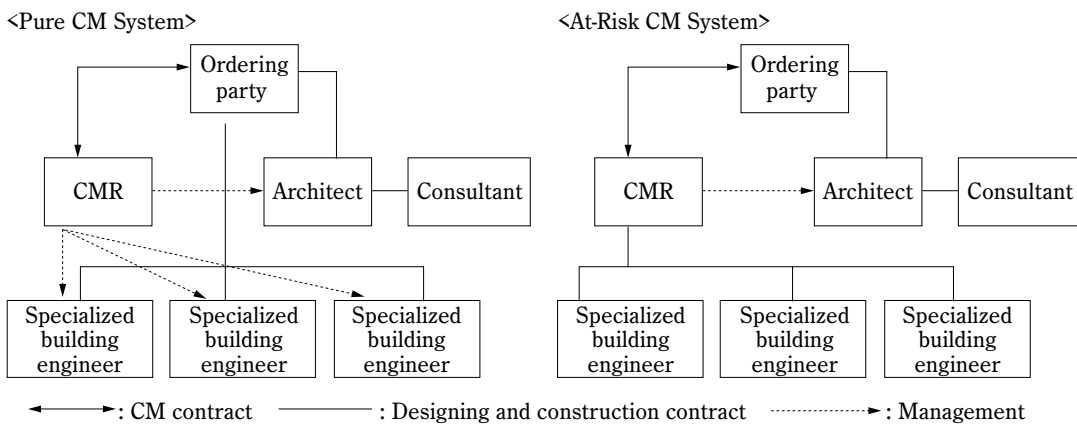 <Pure CM System>
Ordering
party
CMR
Architect
Consultant
Specialized
building
engineer
Specialized
building
engineer
Specialized
building
engineer
<At-Risk CM System>
Ordering
party
CMR
Architect
Consultant
Specialized
building
engineer
Specialized
building
engineer
Specialized
building
engineer
: CM contract
: Designing and construction contract
: Management